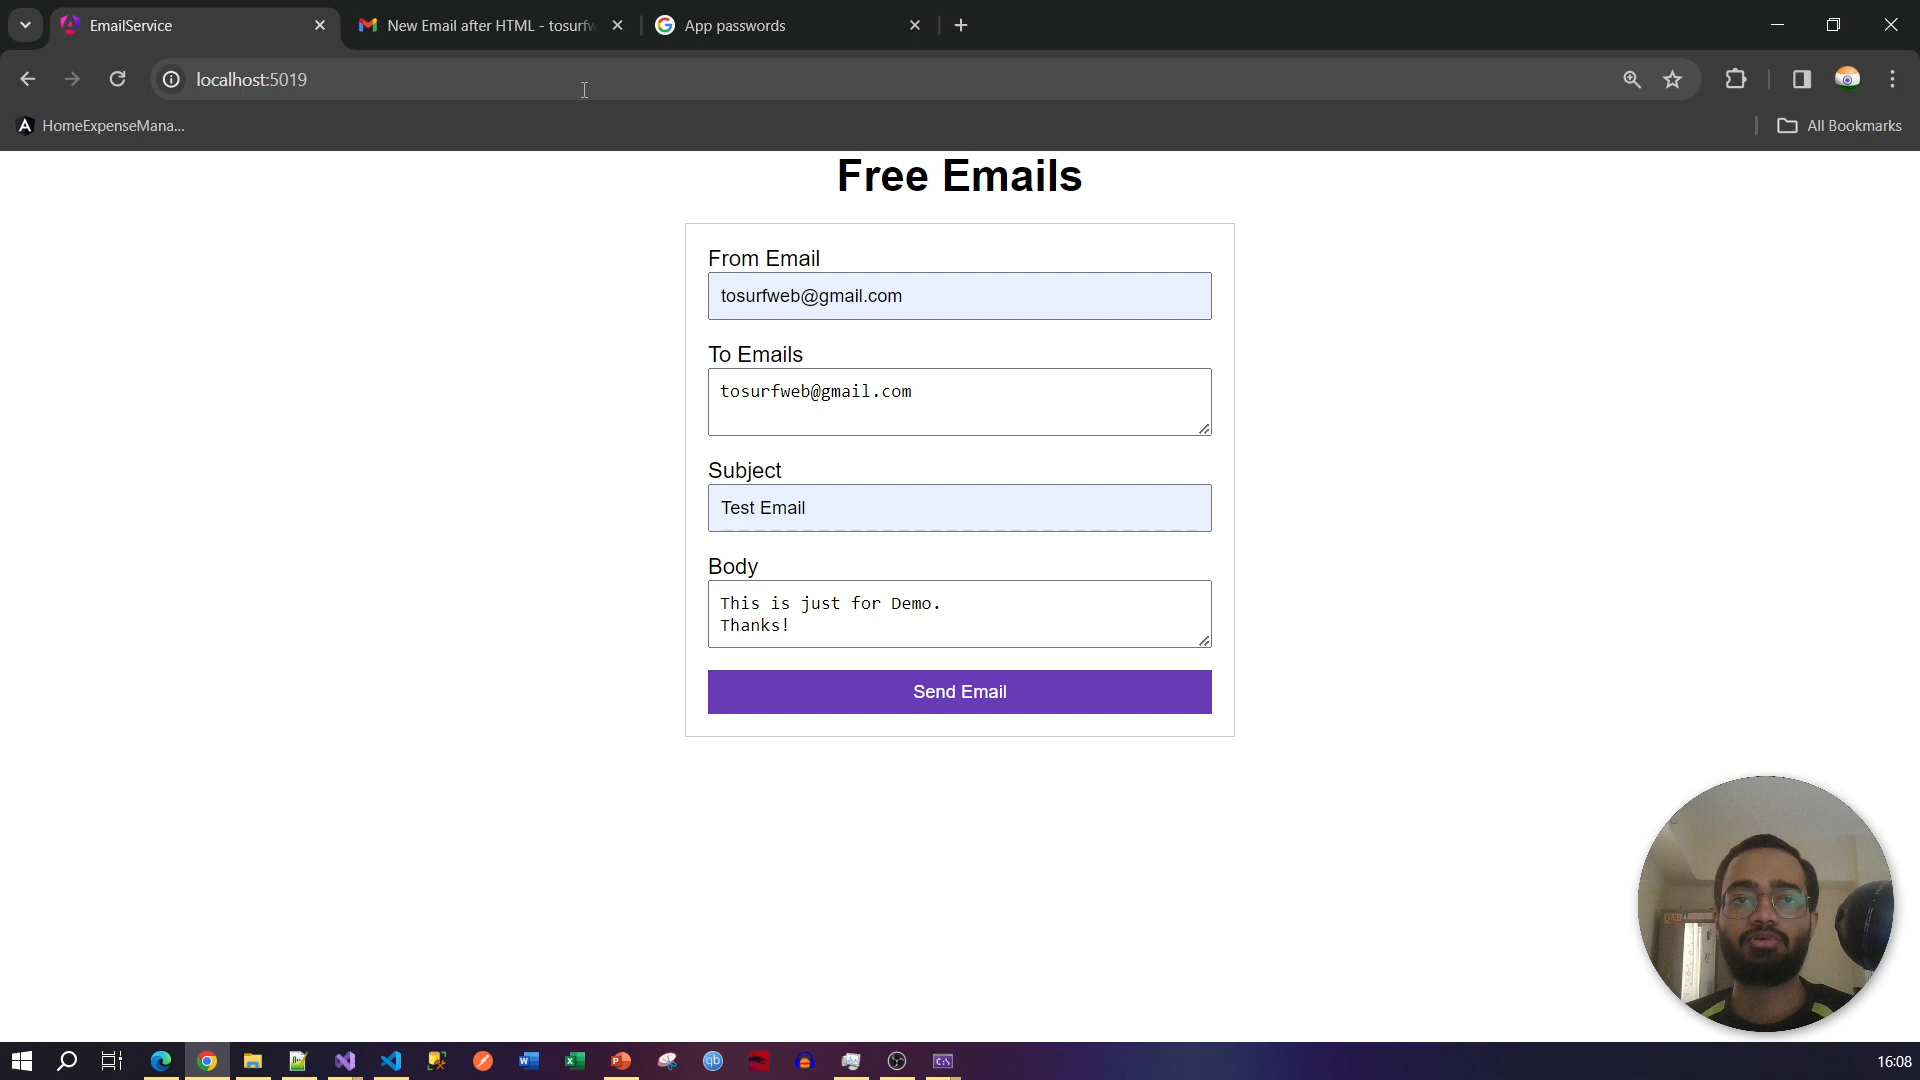 EmailService
New Email after HTML - tosurfw
App passwords
localhost:5019
HomeExpenseMana...
All Bookmarks
Free Emails
From Email
tosurfweb@gmail.com
To Emails
tosurfweb@gmail.com
Subject
Test Email
Body
This is just for Demo.
Thanks!
Send Email
16:08